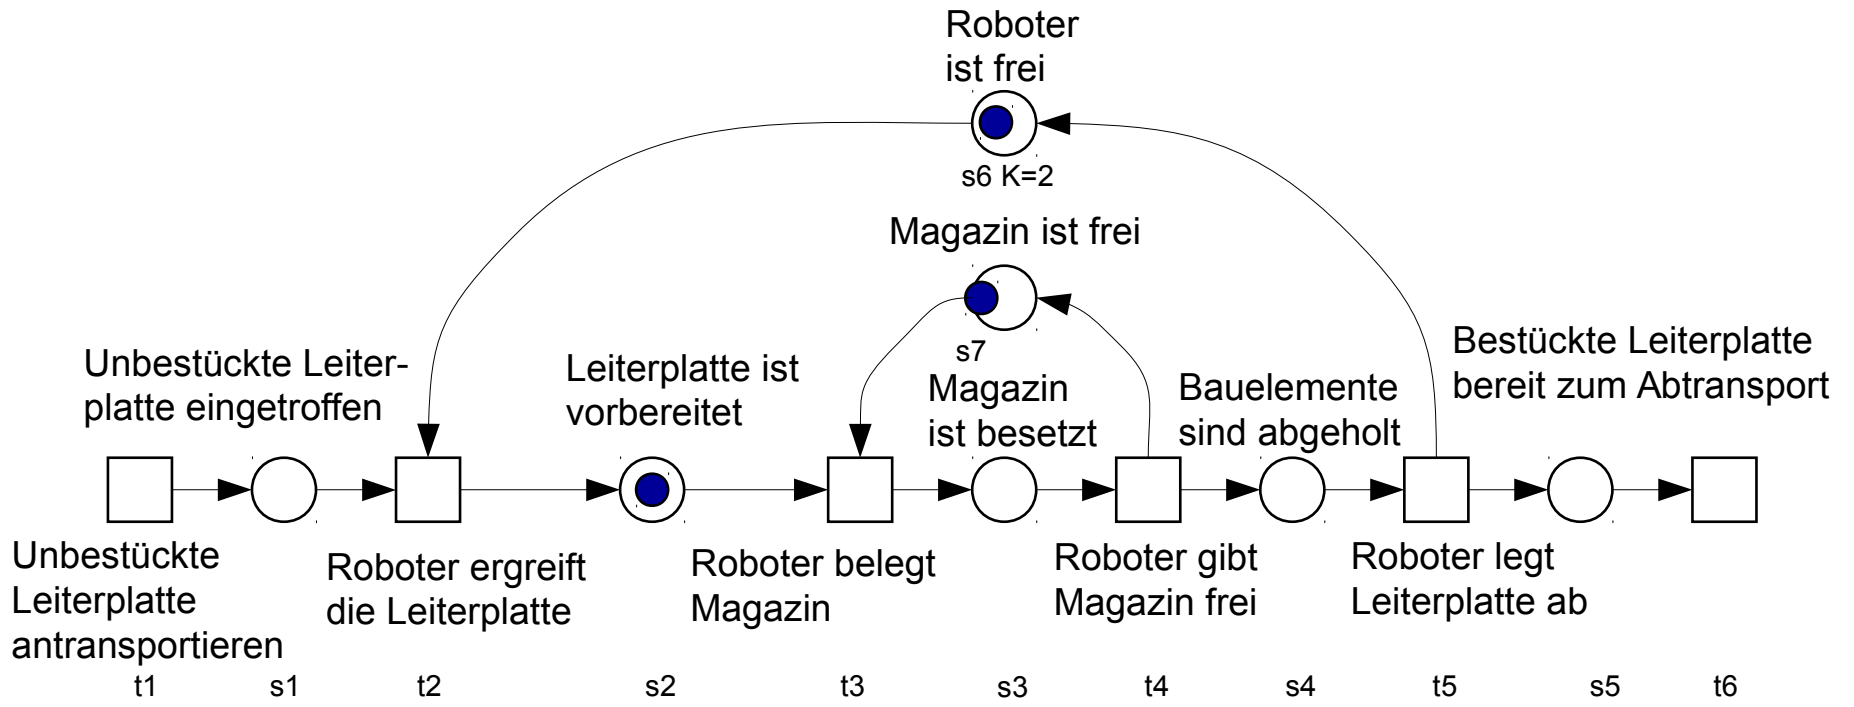 Roboter
ist frei
s6 K=2
Magazin ist frei
s7
Unbestückte Leiter-
platte eingetroffen
Leiterplatte ist
vorbereitet
Magazin
ist besetzt
Bauelemente
sind abgeholt
Bestückte Leiterplatte
bereit zum Abtransport
Unbestückte
Leiterplatte
antransportieren
Roboter ergreift
die Leiterplatte
Roboter belegt
Magazin
Roboter gibt
Magazin frei
Roboter legt
Leiterplatte ab
t1 s1 t2 s2 t3 s3 t4 s4 t5 s5 t6